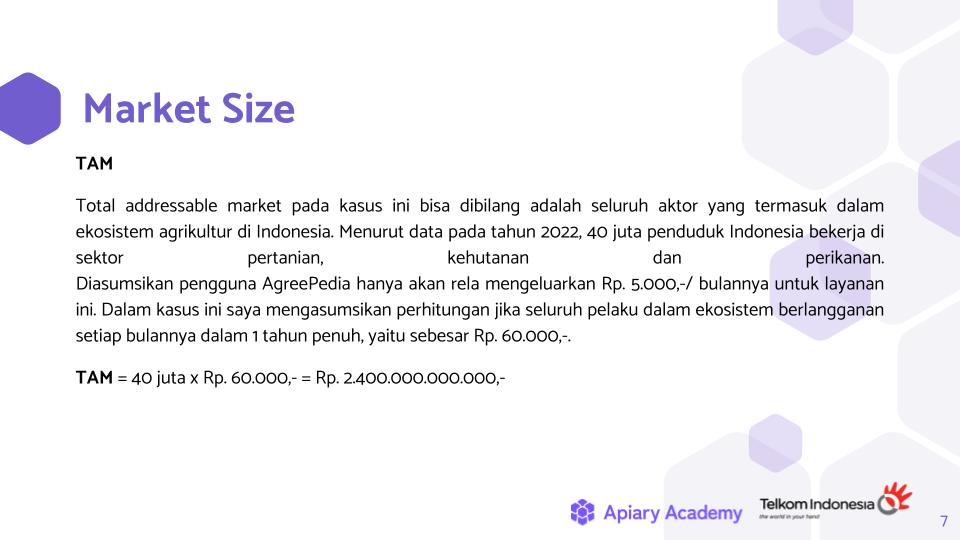 Market Size
TAM
Total addressable market pada kasus ini bisa dibilang adalah seluruh aktor yang termasuk dalam
ekosistem agrikultur di Indonesia. Menurut data pada tahun 2022, 40 juta penduduk Indonesia bekerja di
sektor pertanian, kehutanan dan perikanan.
Diasumsikan pengguna AgreePedia hanya akan rela mengeluarkan Rp. 5.000,-/ bulannya untuk layanan
ini. Dalam kasus ini saya mengasumsikan perhitungan jika seluruh pelaku dalam ekosistem berlangganan
setiap bulannya dalam 1 tahun penuh, yaitu sebesar Rp. 60.000,-.
TAM = 40 juta x Rp. 60.000,- = Rp. 2.400.000.000.000,-
Apiary Academy
Telkom Indonesia
the world in your hand
7